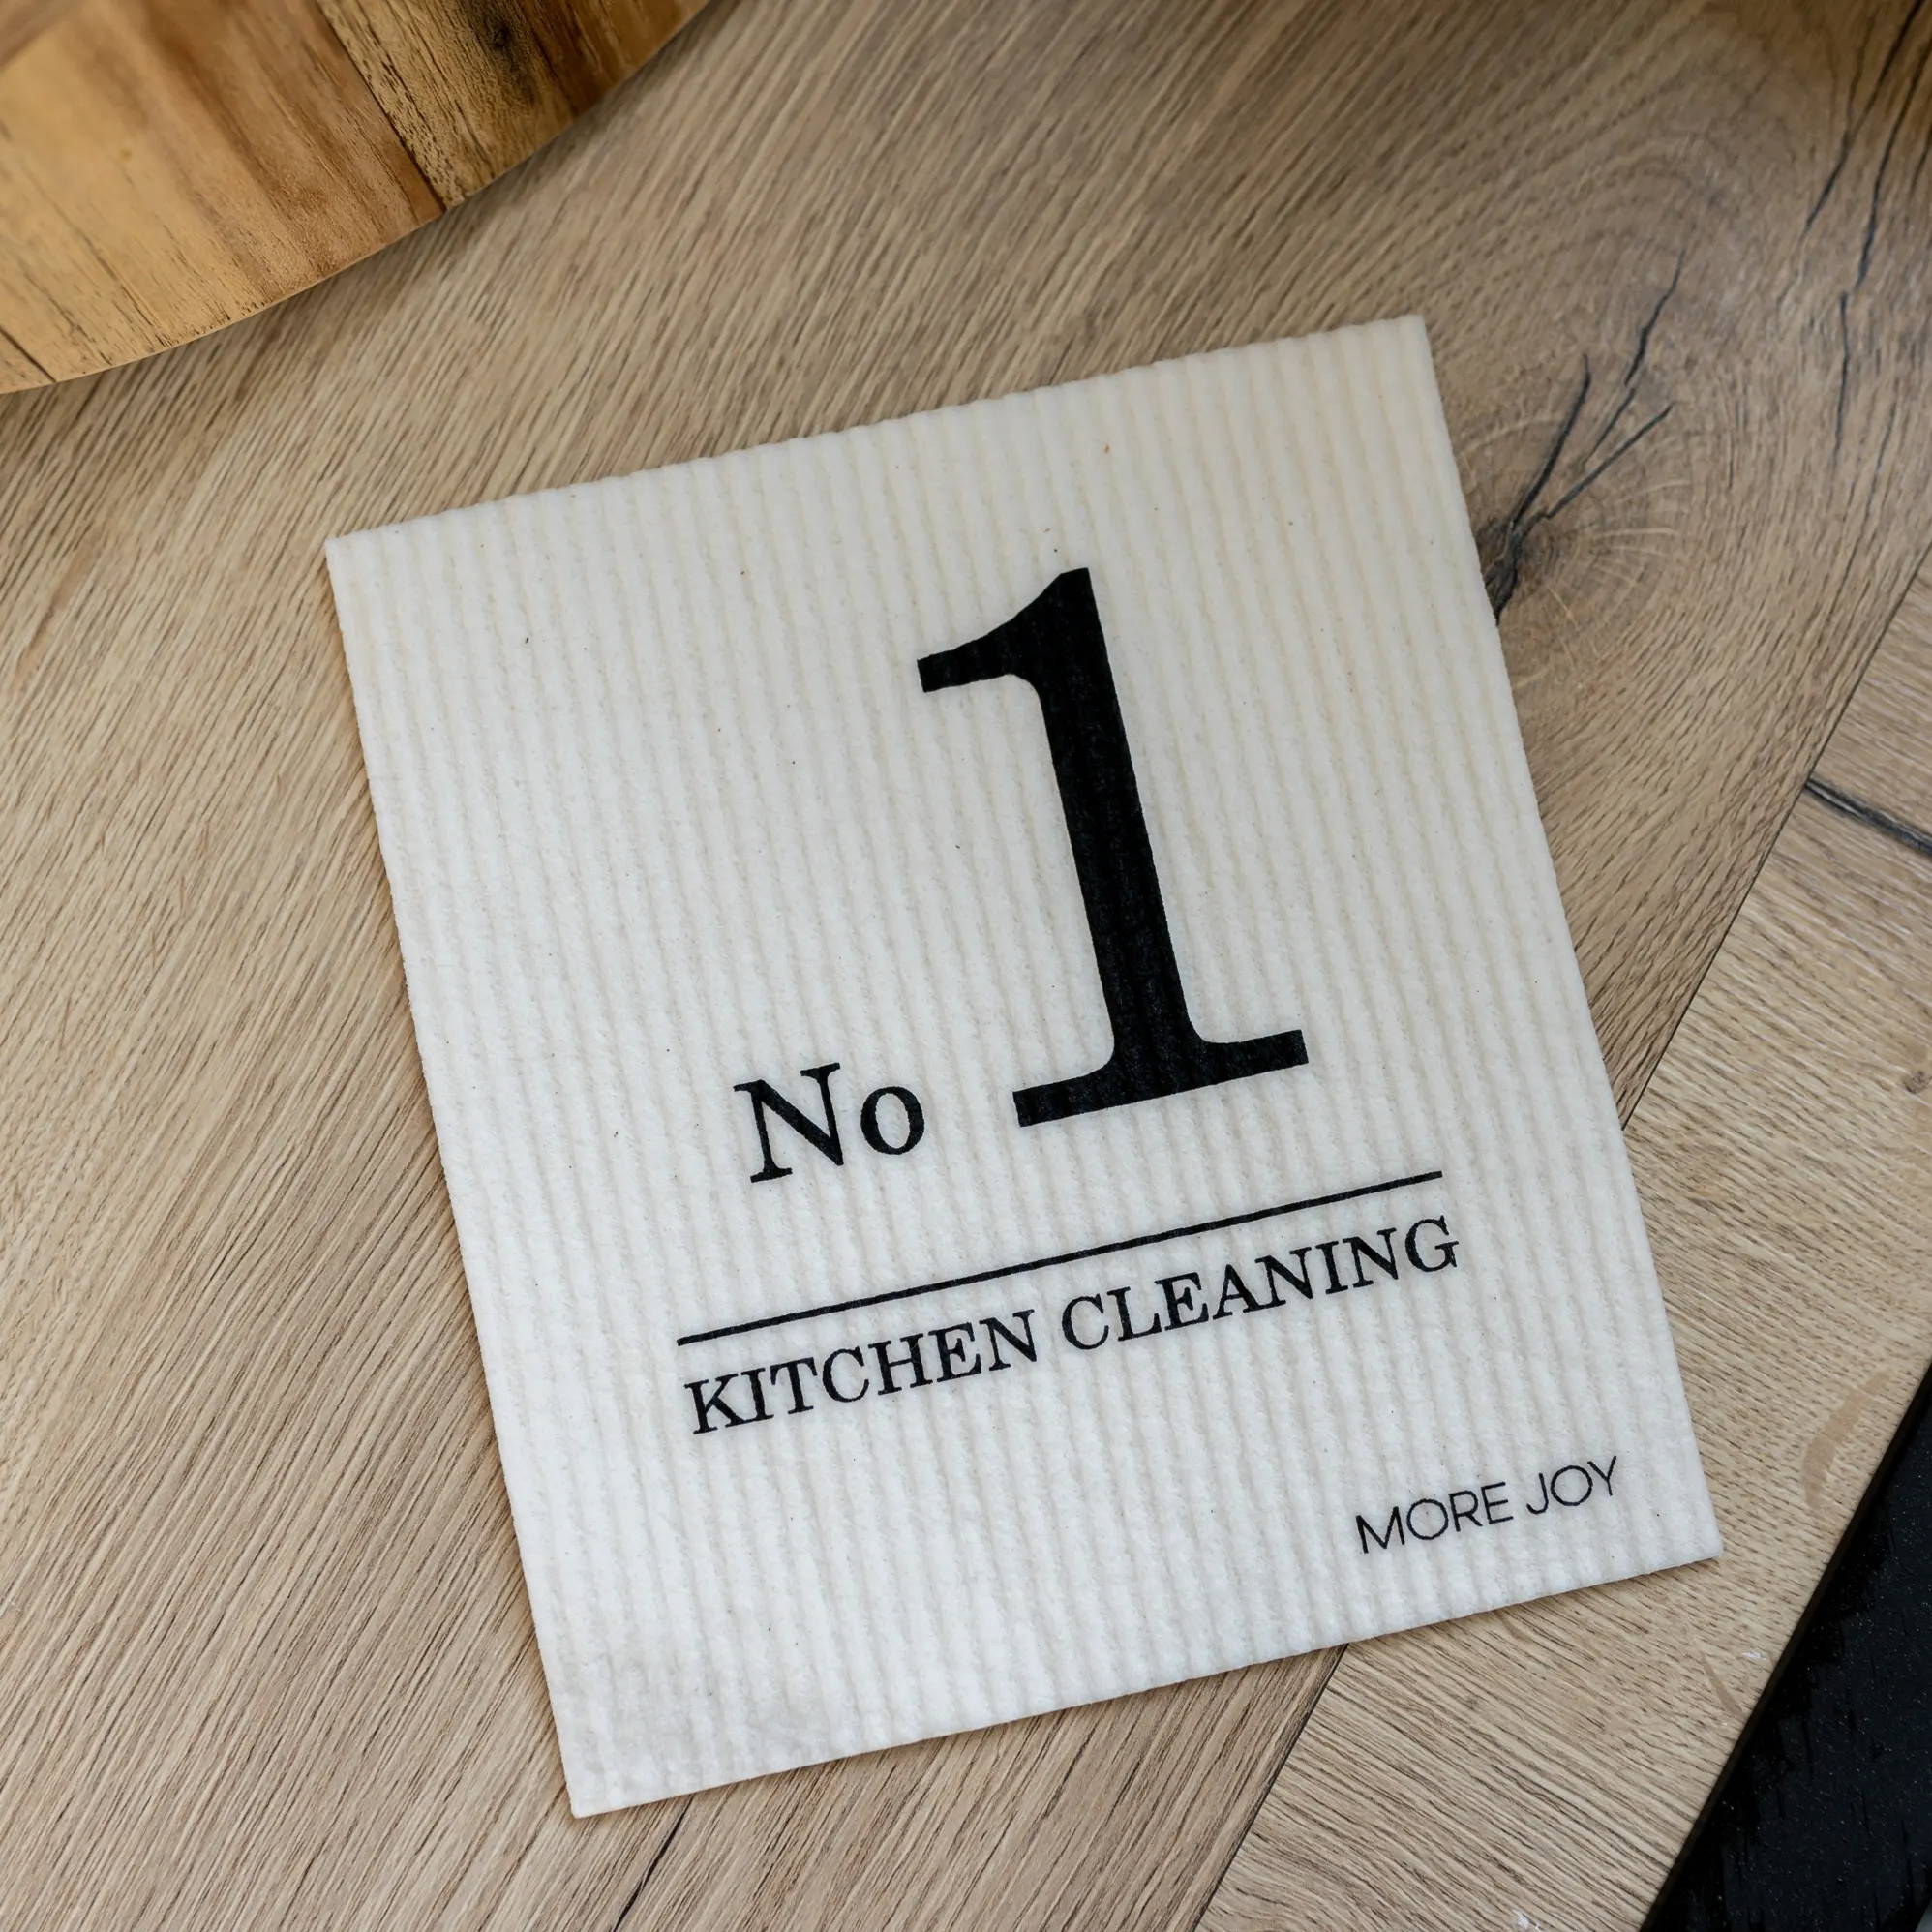 No 1
KITCHEN CLEANING
MORE JOY